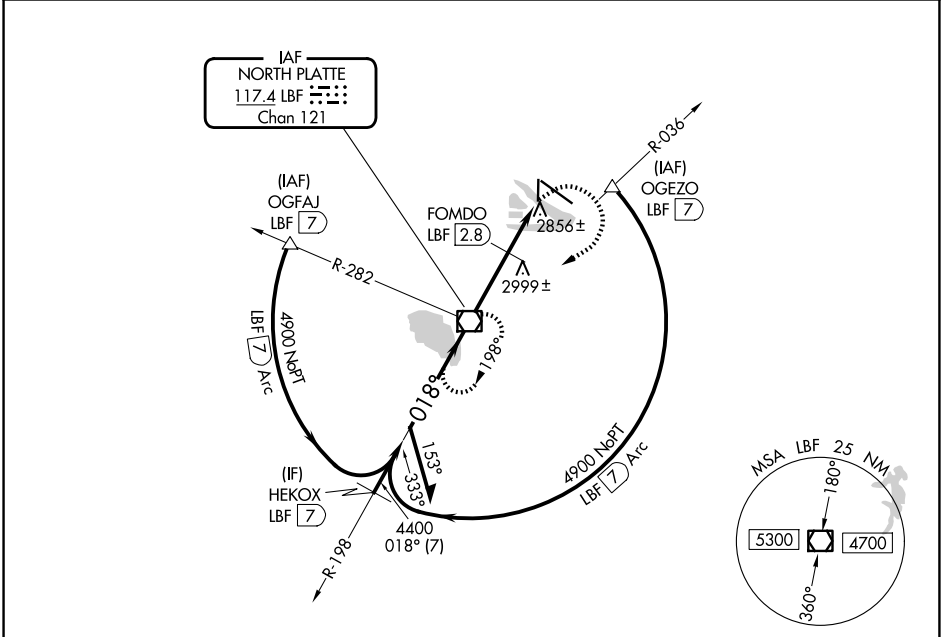 IAF
NORTH PLATTE
117.4 LBF
Chan 121
R-036
(IAF)
OGEZO
LBF 7
(IAF)
OGFAJ
LBF 7
FOMDO
LBF 2.8
2856±
2999±
R-282
4900 NoPT
LBF 7 Arc
198°
018°
153°
333°
4900 NoPT
LBF 7 Arc
(IF)
HEKOX
LBF 7
4400
018° (7)
R-198
MSA LBF 25 NM
180°
5300
4700
360°